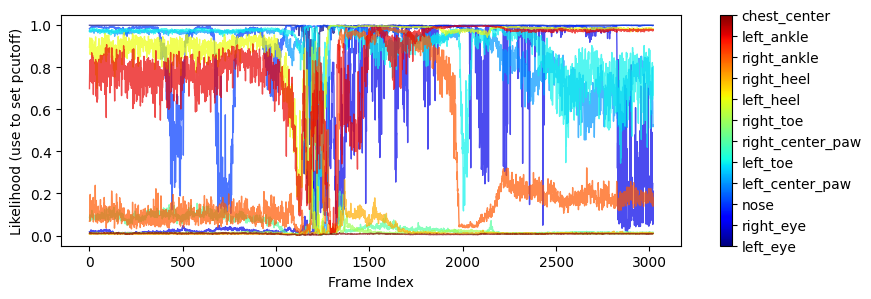 Likelihood (use to set pcutoff)
1.0
0.8
0.6
0.4
0.2
0.0
0
500
1000
1500
2000
2500
3000
Frame Index
chest_center
left_ankle
right_ankle
right_heel
left_heel
right_toe
right_center_paw
left_toe
left_center_paw
nose
right_eye
left_eye